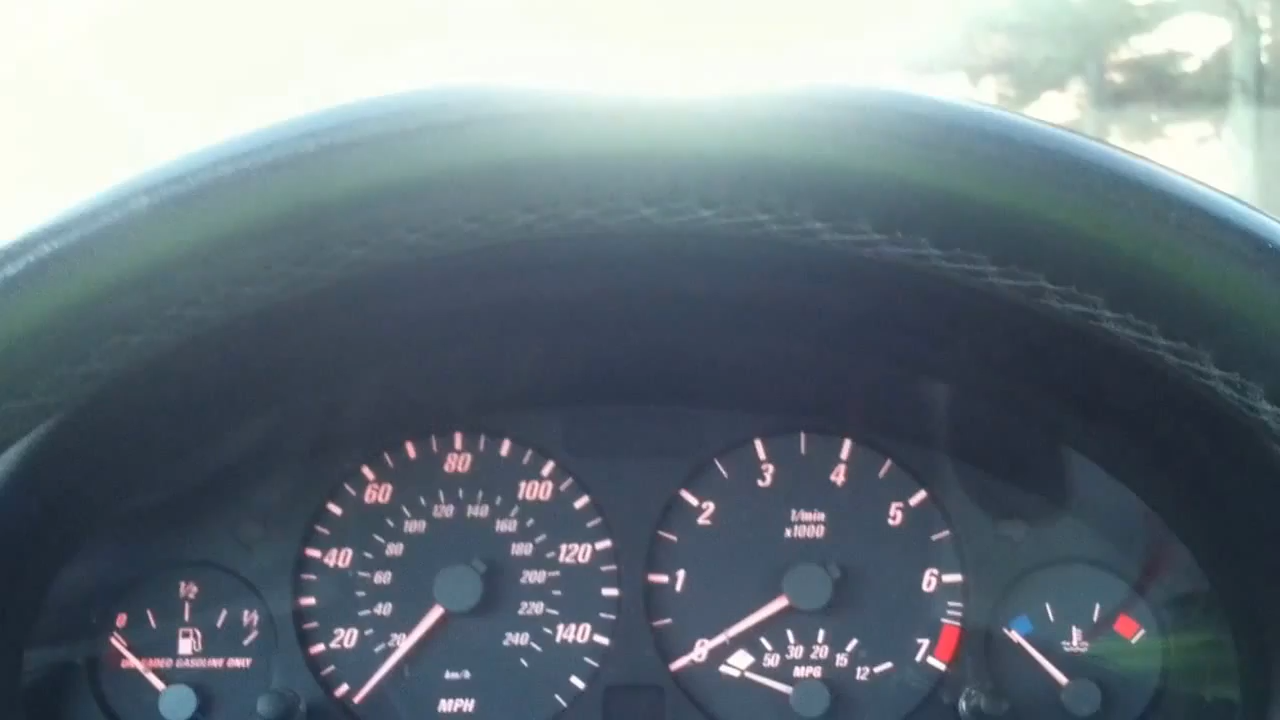 0 ½ 1/1
UNLEADED GASOLINE ONLY
20 40 60 80 100 120 140
20 40 60 80 100 120 140 160 180 200 220 240
km/h
MPH
0 1 2 3 4 5 6 7
1/min
x1000
50 30 20 15 12
MPG